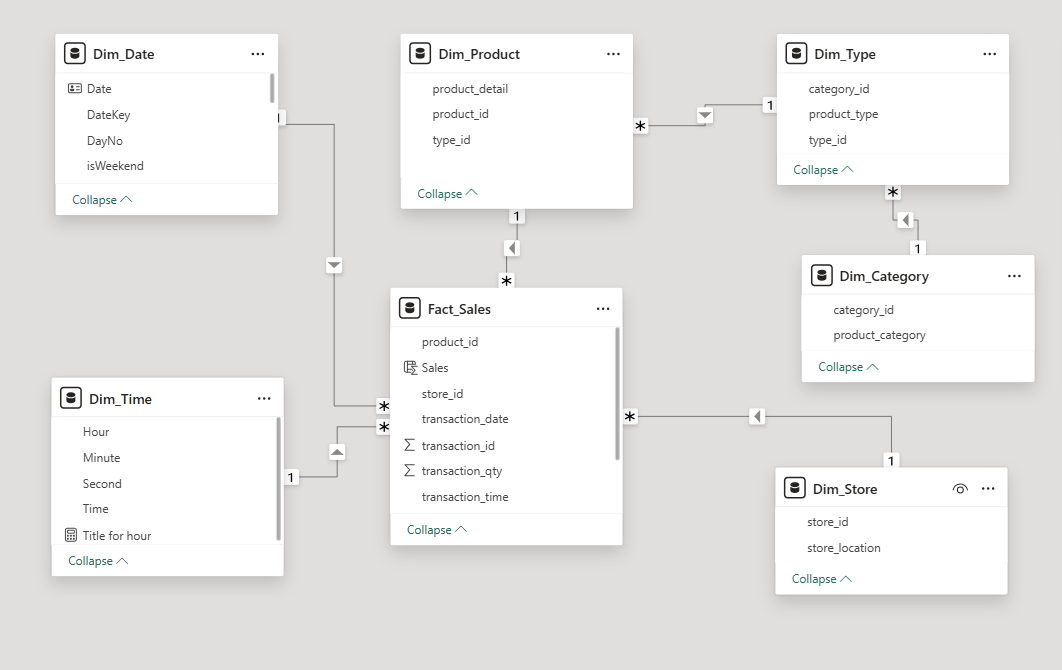 Dim_Date
Date
DateKey
DayNo
isWeekend
Collapse
1
Dim_Product
product_detail
product_id
type_id
Collapse
*
1
Dim_Type
category_id
product_type
type_id
Collapse
1
*
*
1
Dim_Category
category_id
product_category
Collapse
Fact_Sales
product_id
Sales
store_id
transaction_date
transaction_id
transaction_qty
transaction_time
Collapse
*
*
*
Dim_Time
Hour
Minute
Second
Time
Title for hour
Collapse
1
1
Dim_Store
store_id
store_location
Collapse